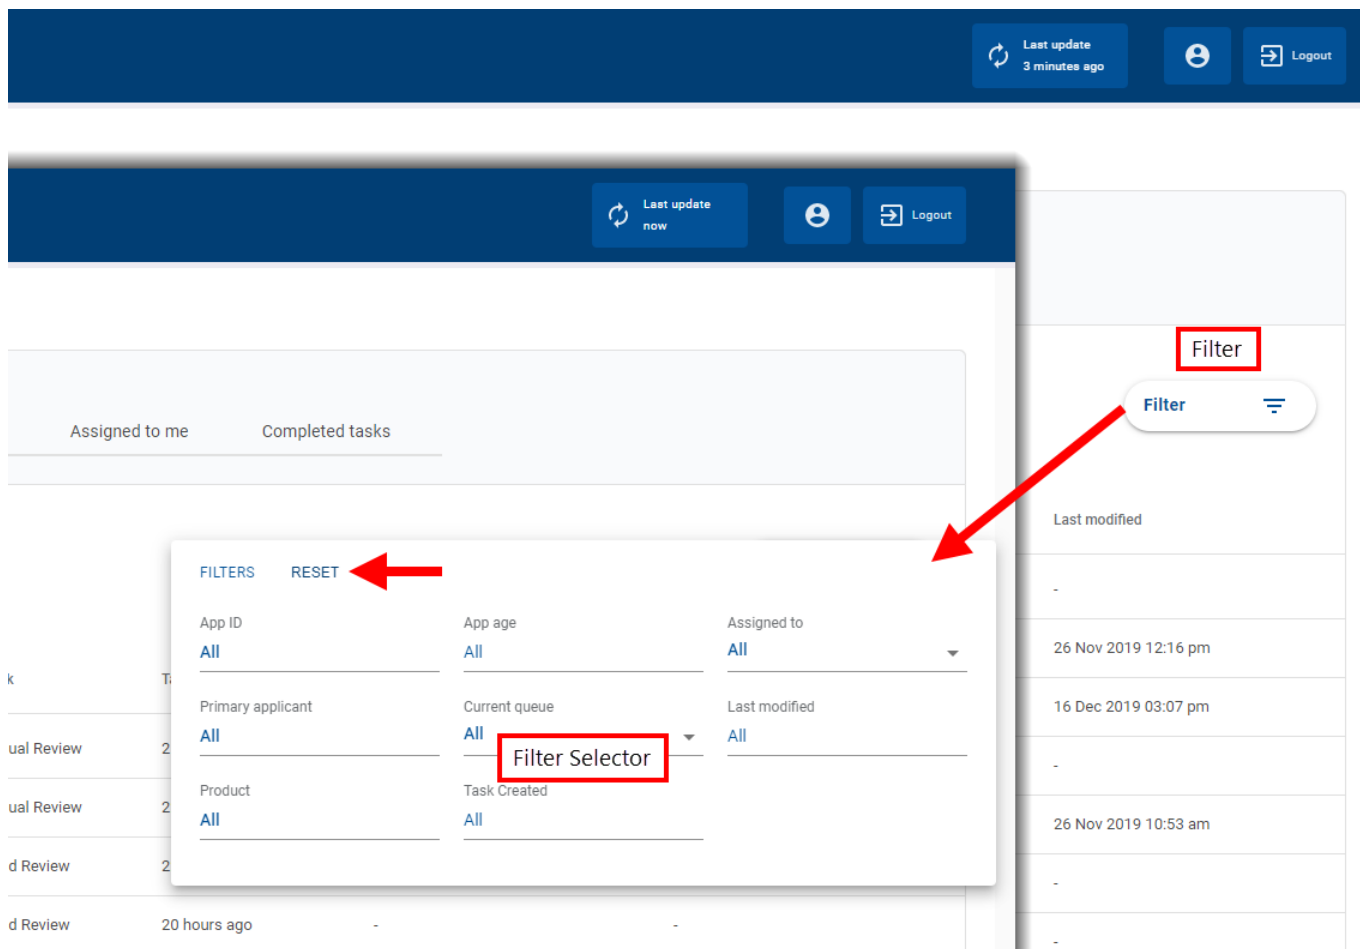 Last update
3 minutes ago
Logout
Last update
now
Logout
Filter
Filter
Assigned to me
Completed tasks
Last modified
FILTERS
RESET
App ID
App age
Assigned to
All
All
All
-
26 Nov 2019 12:16 pm
k
Primary applicant
Current queue
Last modified
16 Dec 2019 03:07 pm
All
All
All
ual Review
2
Filter Selector
-
Product
Task Created
ual Review
2
All
All
26 Nov 2019 10:53 am
d Review
2
-
d Review
20 hours ago
-
-
-